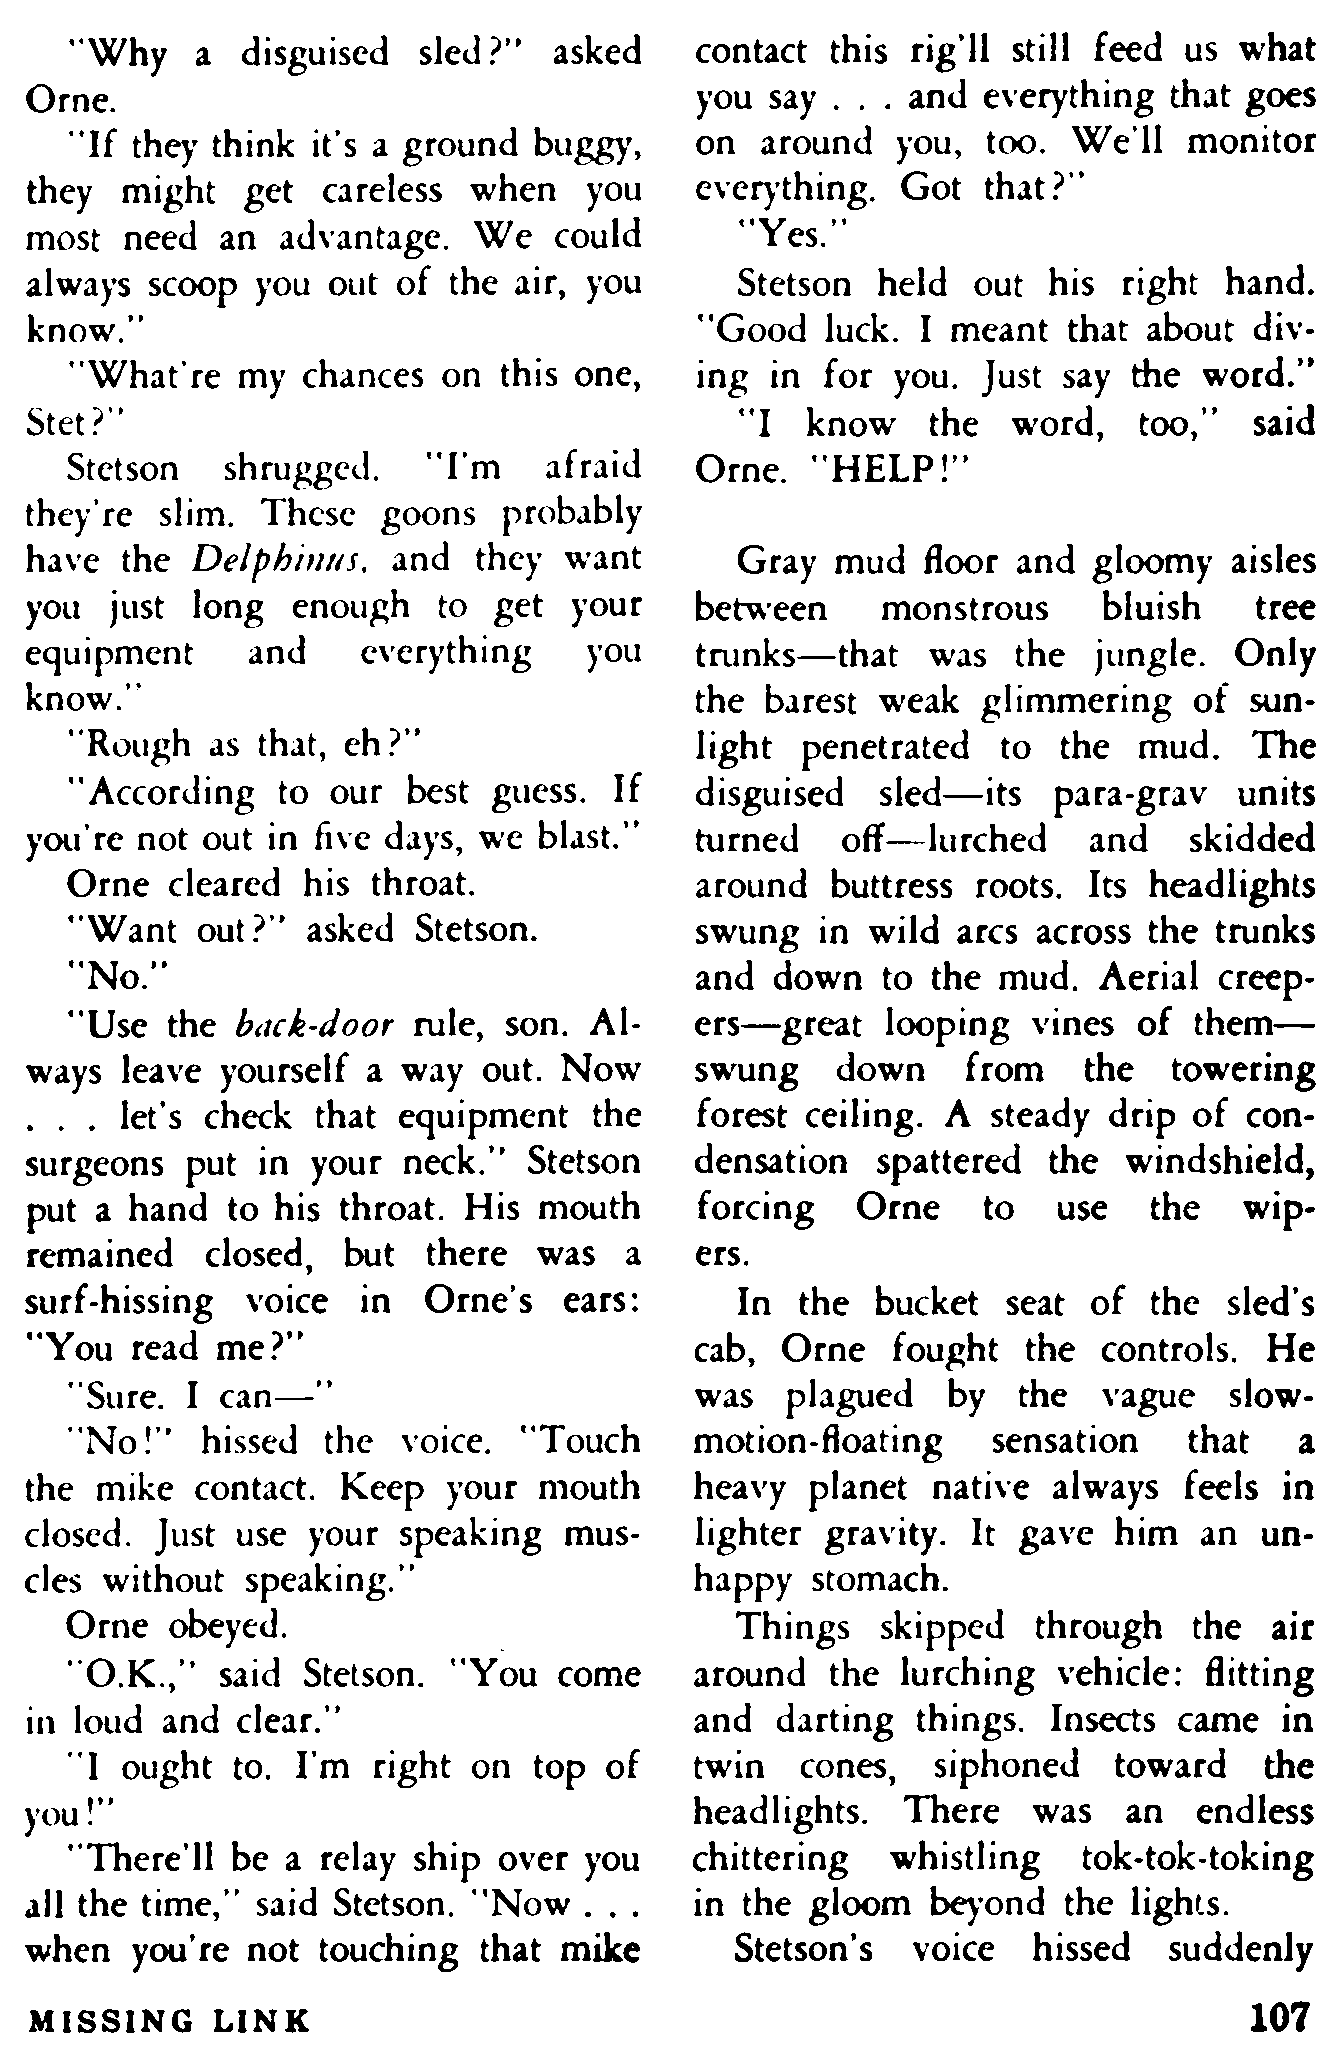 "Why a disguised sled?" asked
Orne.
"If they think it's a ground buggy,
they might get careless when you
most need an advantage. We could
always scoop you out of the air, you
know."
"What're my chances on this one,
Stet?"
Stetson shrugged. "I'm afraid
they're slim. These goons probably
have the Delphinus, and they want
you just long enough to get your
equipment and everything you
know."
"Rough as that, eh?"
"According to our best guess. If
you're not out in five days, we blast."
Orne cleared his throat.
"Want out?" asked Stetson.
"No."
"Use the back-door rule, son. Al-
ways leave yourself a way out. Now
. . . let's check that equipment the
surgeons put in your neck." Stetson
put a hand to his throat. His mouth
remained closed, but there was a
surf-hissing voice in Orne's ears:
"You read me?"
"Sure. I can—"
"No!" hissed the voice. "Touch
the mike contact. Keep your mouth
closed. Just use your speaking mus-
cles without speaking."
Orne obeyed.
"O.K.," said Stetson. "You come
in loud and clear."
"I ought to. I'm right on top of
you!"
"There'll be a relay ship over you
all the time," said Stetson. "Now . . .
when you're not touching that mike
contact this rig'll still feed us what
you say . . . and everything that goes
on around you, too. We'll monitor
everything. Got that?"
"Yes."
Stetson held out his right hand.
"Good luck. I meant that about div-
ing in for you. Just say the word."
"I know the word, too," said
Orne. "HELP!"
Gray mud floor and gloomy aisles
between monstrous bluish tree
trunks—that was the jungle. Only
the barest weak glimmering of sun-
light penetrated to the mud. The
disguised sled—its para-grav units
turned off—lurched and skidded
around buttress roots. Its headlights
swung in wild arcs across the trunks
and down to the mud. Aerial creep-
ers—great looping vines of them—
swung down from the towering
forest ceiling. A steady drip of con-
densation spattered the windshield,
forcing Orne to use the wip-
ers.
In the bucket seat of the sled's
cab, Orne fought the controls. He
was plagued by the vague slow-
motion-floating sensation that a
heavy planet native always feels in
lighter gravity. It gave him an un-
happy stomach.
Things skipped through the air
around the lurching vehicle: flitting
and darting things. Insects came in
twin cones, siphoned toward the
headlights. There was an endless
chittering whistling tok-tok-toking
in the gloom beyond the lights.
Stetson's voice hissed suddenly
MISSING LINK
107